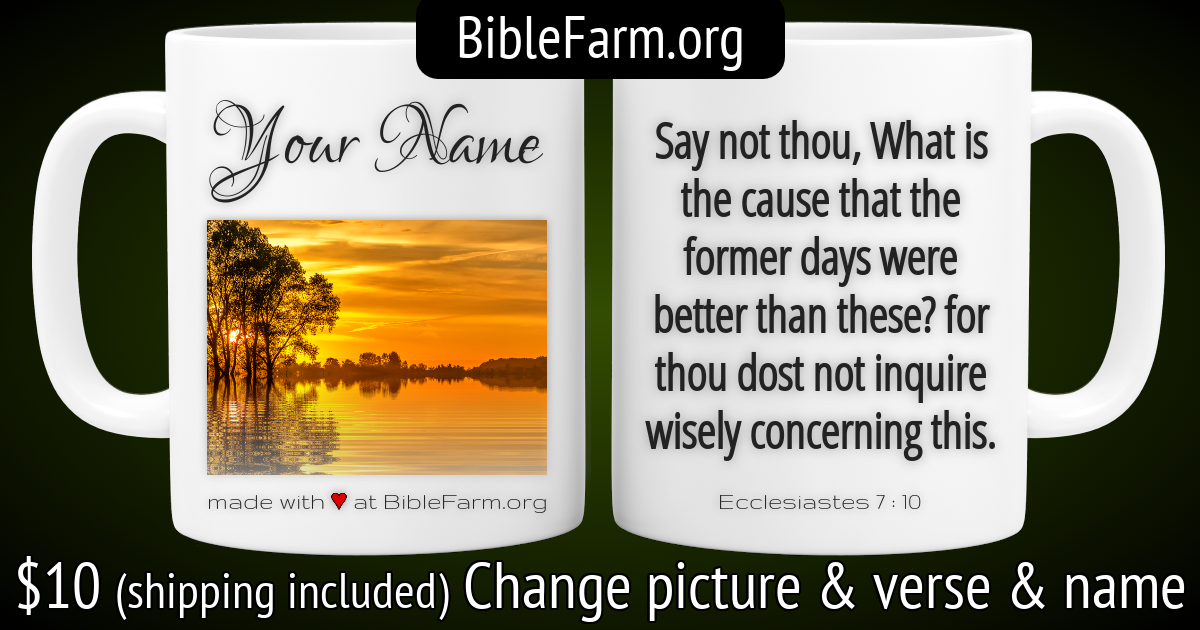 BibleFarm.org
Your Name
made with ♥ at BibleFarm.org
Say not thou, What is
the cause that the
former days were
better than these? for
thou dost not inquire
wisely concerning this.
Ecclesiastes 7 : 10
$10 (shipping included) Change picture & verse & name